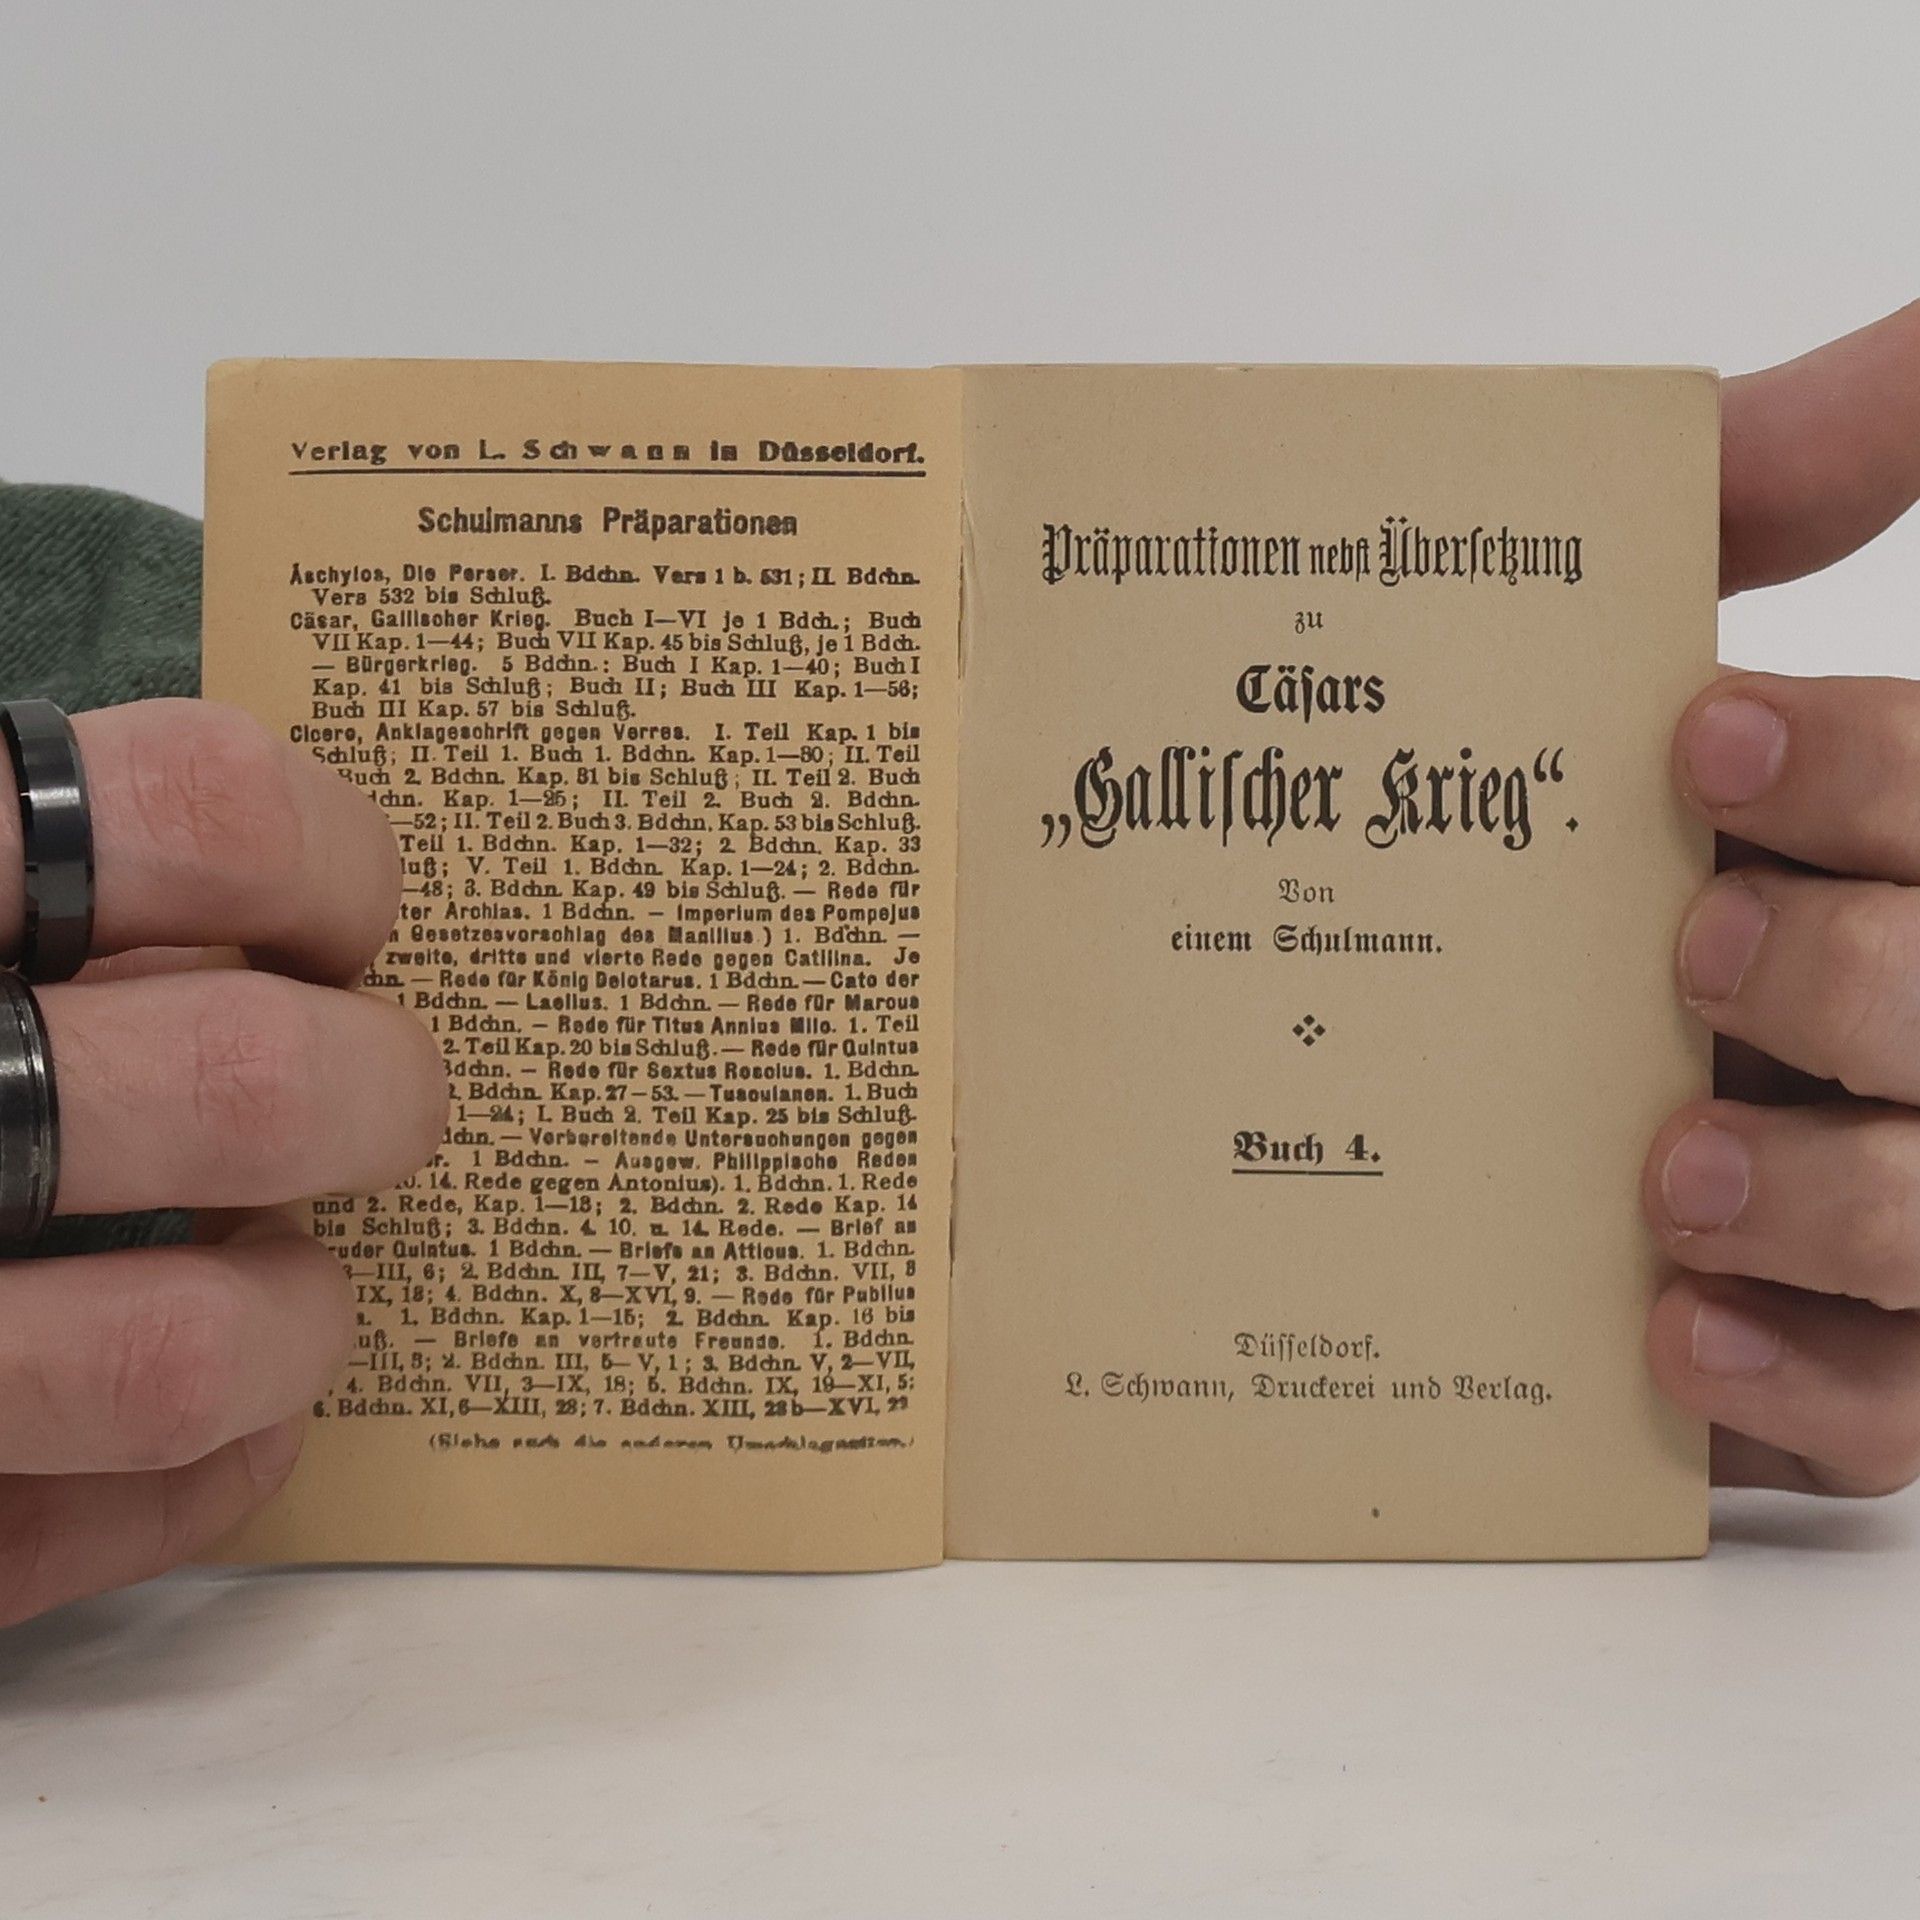 Verlag von L. Schwann in Düsseldorf.
Schulmanns Präparationen
Äschylos, Die Perser. I. Bdchn. Vers 1 b. 531; II. Bdchn.
Vers 532 bis Schluß.
Cäsar, Gallischer Krieg. Buch I—VI je 1 Bdch.; Buch
VII Kap. 1—44; Buch VII Kap. 45 bis Schluß, je 1 Bdch.
— Bürgerkrieg. 5 Bdchn.: Buch I Kap. 1—40; Buch I
Kap. 41 bis Schluß; Buch II; Buch III Kap. 1—56;
Buch III Kap. 57 bis Schluß.
Cicero, Anklageschrift gegen Verres. I. Teil Kap. 1 bis
Schluß; II. Teil 1. Buch 1. Bdchn. Kap. 1—80; II. Teil
Buch 2. Bdchn. Kap. 81 bis Schluß; II. Teil 2. Buch
Kap. 1—25; II. Teil 2. Buch 2. Bdchn.
—52; II. Teil 2. Buch 3. Bdchn. Kap. 53 bis Schluß.
Teil 1. Bdchn. Kap. 1—32; 2. Bdchn. Kap. 33
V. Teil 1. Bdchn. Kap. 1—24; 2. Bdchn.
—48; 3. Bdchn. Kap. 49 bis Schluß. — Rede für
Archias. 1 Bdchn. — Imperium des Pompejus
Gesetzesvorschlag des Manilius.) 1. Bdchn. —
zweite, dritte und vierte Rede gegen Catilina. Je
— Rede für König Deiotarus. 1 Bdchn. — Cato der
1 Bdchn. — Laelius. 1 Bdchn. — Rede für Marcus
1 Bdchn. — Rede für Titus Annius Milo. 1. Teil
2. Teil Kap. 20 bis Schluß. — Rede für Quintus
Bdchn. — Rede für Sextus Roscius. 1. Bdchn.
Bdchn. Kap. 27—53. — Tusculanen. 1. Buch
1—24; I. Buch 2. Teil Kap. 25 bis Schluß.
— Vorbereitende Untersuchungen gegen
1 Bdchn. — Ausgew. Philippische Reden
14. Rede gegen Antonius). 1. Bdchn. 1. Rede
und 2. Rede, Kap. 1—13; 2. Bdchn. 2. Rede Kap. 14
bis Schluß; 3. Bdchn. 4. 10. u. 14. Rede. — Brief an
Quintus. 1 Bdchn. — Briefe an Atticus. 1. Bdchn.
—III, 6; 2. Bdchn. III, 7—V, 21; 3. Bdchn. VII, 8
IX, 18; 4. Bdchn. X, 8—XVI, 9. — Rede für Publius
1. Bdchn. Kap. 1—15; 2. Bdchn. Kap. 16 bis
— Briefe an vertraute Freunde. 1. Bdchn.
—III, 5; 2. Bdchn. III, 5—V, 1; 3. Bdchn. V, 2—VII,
4. Bdchn. VII, 3—IX, 18; 5. Bdchn. IX, 19—XI, 5;
6. Bdchn. XI, 6—XIII, 28; 7. Bdchn. XIII, 28b—XVI, 27
(Siehe auch die anderen Umschlagseiten.)
Präparationen nebst Übersetzung
zu
Cäsars
„Gallischer Krieg“.
Von
einem Schulmann.
Buch 4.
Düsseldorf.
L. Schwann, Druckerei und Verlag.